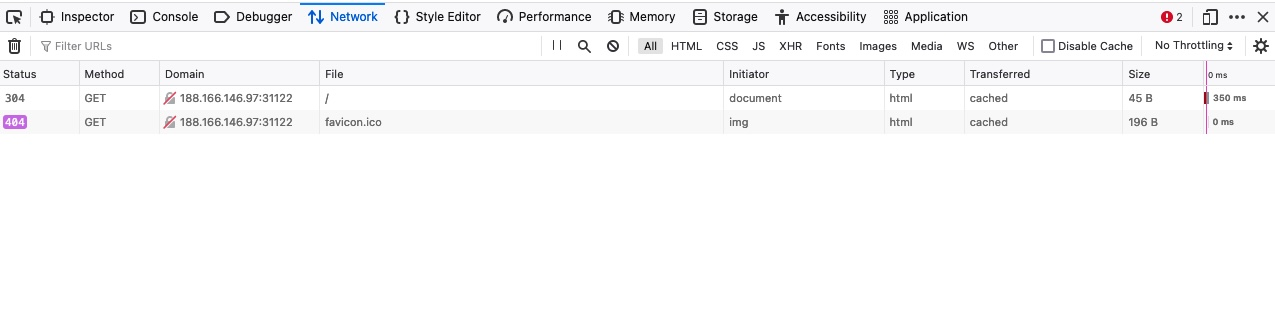 Inspector Console Debugger Network Style Editor Performance Memory Storage Accessibility Application 2
Filter URLs All HTML CSS JS XHR Fonts Images Media WS Other Disable Cache No Throttling
Status Method Domain File Initiator Type Transferred Size 0 ms
304 GET 188.166.146.97:31122 / document html cached 45 B 350 ms
404 GET 188.166.146.97:31122 favicon.ico img html cached 196 B 0 ms